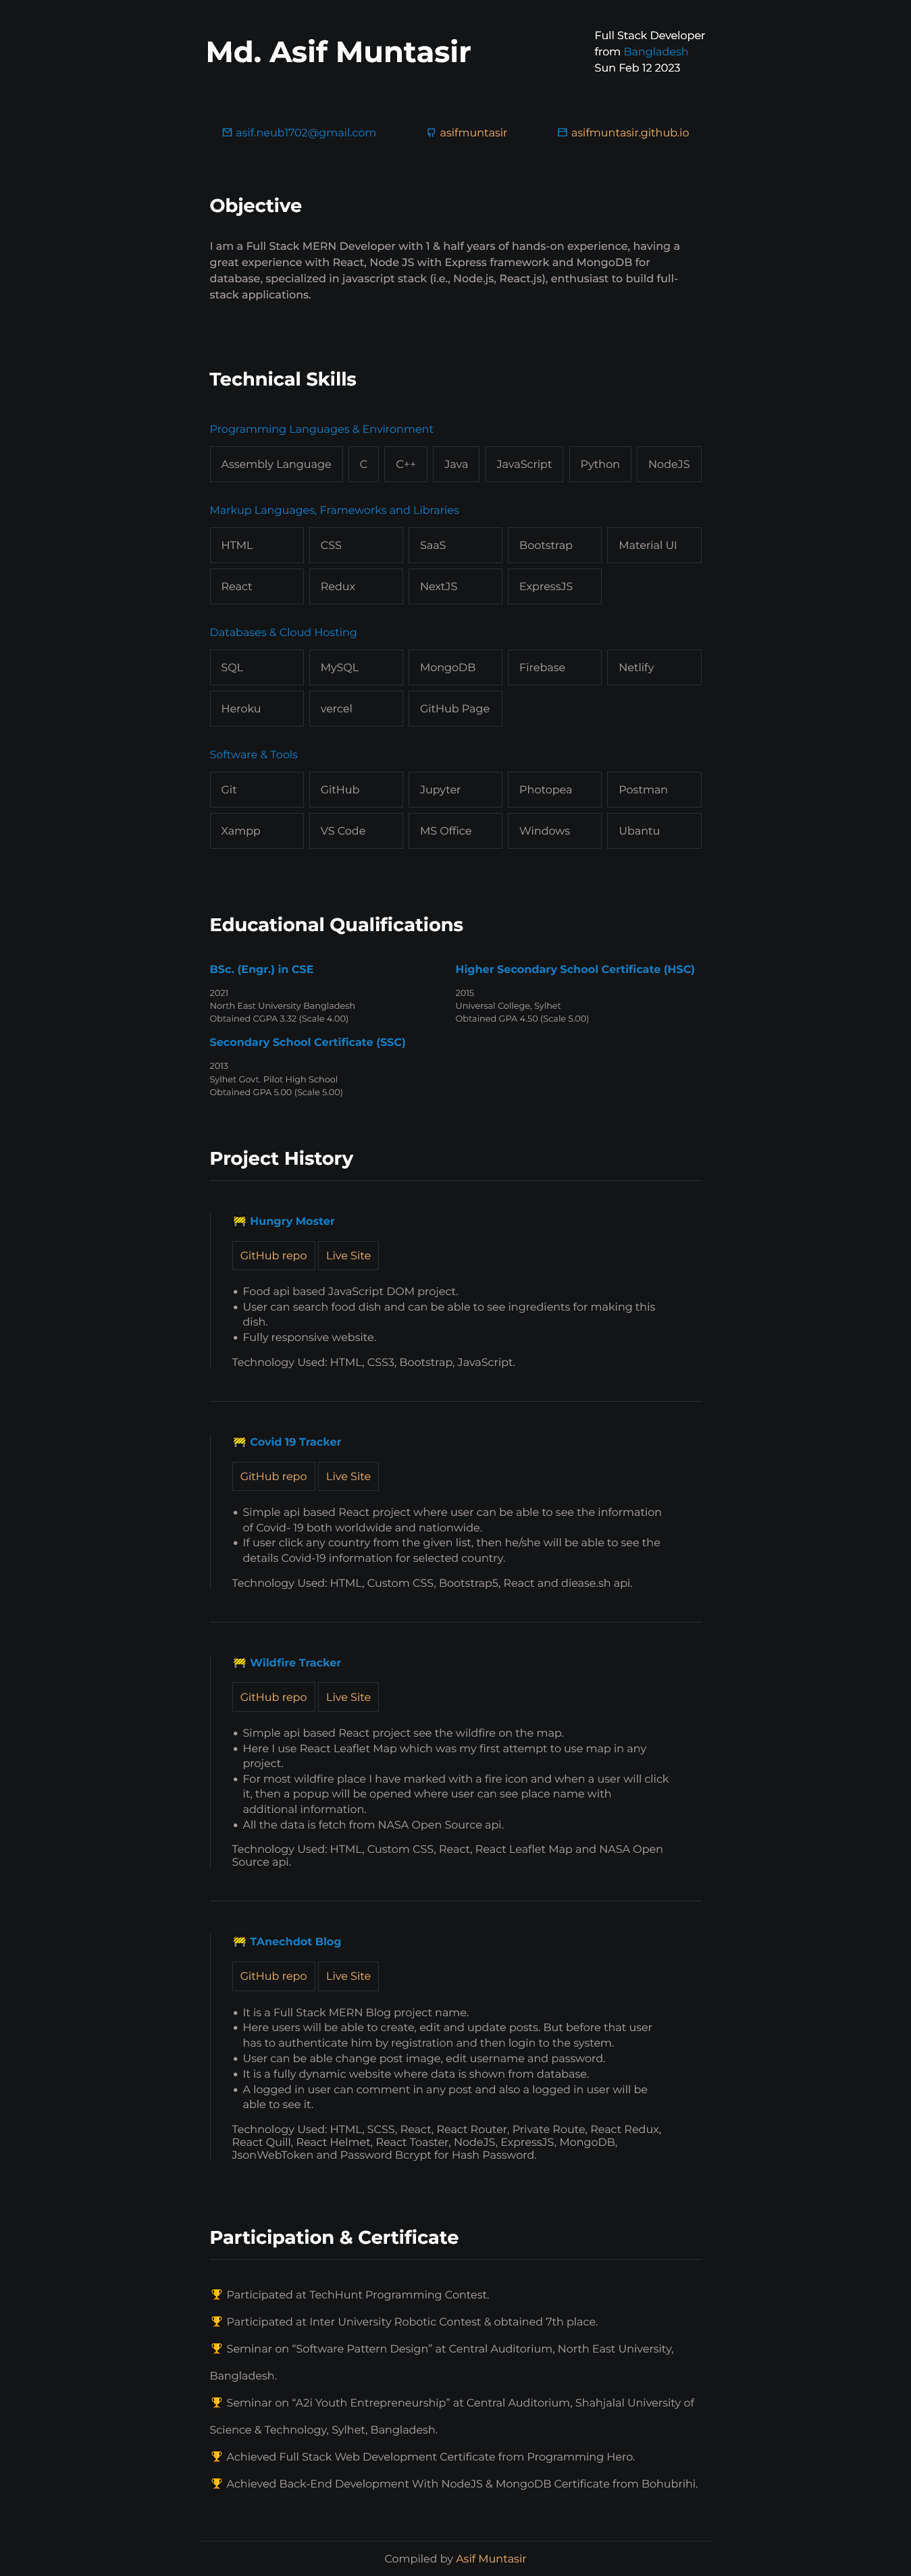 Md. Asif Muntasir
Full Stack Developer
from Bangladesh
Sun Feb 12 2023
asif.neub1702@gmail.com
asifmuntasir
asifmuntasir.github.io
Objective
I am a Full Stack MERN Developer with 1 & half years of hands-on experience, having a
great experience with React, Node JS with Express framework and MongoDB for
database, specialized in javascript stack (i.e., Node.js, React.js), enthusiast to build full-
stack applications.
Technical Skills
Programming Languages & Environment
Assembly Language C C++ Java JavaScript Python NodeJS
Markup Languages, Frameworks and Libraries
HTML CSS SaaS Bootstrap Material UI
React Redux NextJS ExpressJS
Databases & Cloud Hosting
SQL MySQL MongoDB Firebase Netlify
Heroku vercel GitHub Page
Software & Tools
Git GitHub Jupyter Photopea Postman
Xampp VS Code MS Office Windows Ubantu
Educational Qualifications
BSc. (Engr.) in CSE
2021
North East University Bangladesh
Obtained CGPA 3.32 (Scale 4.00)
Higher Secondary School Certificate (HSC)
2015
Universal College, Sylhet
Obtained GPA 4.50 (Scale 5.00)
Secondary School Certificate (SSC)
2013
Sylhet Govt. Pilot High School
Obtained GPA 5.00 (Scale 5.00)
Project History
🚧 Hungry Moster
GitHub repo Live Site
• Food api based JavaScript DOM project.
• User can search food dish and can be able to see ingredients for making this
dish.
• Fully responsive website.
Technology Used: HTML, CSS3, Bootstrap, JavaScript.
🚧 Covid 19 Tracker
GitHub repo Live Site
• Simple api based React project where user can be able to see the information
of Covid- 19 both worldwide and nationwide.
• If user click any country from the given list, then he/she will be able to see the
details Covid-19 information for selected country.
Technology Used: HTML, Custom CSS, Bootstrap5, React and diease.sh api.
🚧 Wildfire Tracker
GitHub repo Live Site
• Simple api based React project see the wildfire on the map.
• Here I use React Leaflet Map which was my first attempt to use map in any
project.
• For most wildfire place I have marked with a fire icon and when a user will click
it, then a popup will be opened where user can see place name with
additional information.
• All the data is fetch from NASA Open Source api.
Technology Used: HTML, Custom CSS, React, React Leaflet Map and NASA Open
Source api.
🚧 TAnechdot Blog
GitHub repo Live Site
• It is a Full Stack MERN Blog project name.
• Here users will be able to create, edit and update posts. But before that user
has to authenticate him by registration and then login to the system.
• User can be able change post image, edit username and password.
• It is a fully dynamic website where data is shown from database.
• A logged in user can comment in any post and also a logged in user will be
able to see it.
Technology Used: HTML, SCSS, React, React Router, Private Route, React Redux,
React Quill, React Helmet, React Toaster, NodeJS, ExpressJS, MongoDB,
JsonWebToken and Password Bcrypt for Hash Password.
Participation & Certificate
🏆 Participated at TechHunt Programming Contest.
🏆 Participated at Inter University Robotic Contest & obtained 7th place.
🏆 Seminar on “Software Pattern Design” at Central Auditorium, North East University,
Bangladesh.
🏆 Seminar on “A2i Youth Entrepreneurship” at Central Auditorium, Shahjalal University of
Science & Technology, Sylhet, Bangladesh.
🏆 Achieved Full Stack Web Development Certificate from Programming Hero.
🏆 Achieved Back-End Development With NodeJS & MongoDB Certificate from Bohubrihi.
Compiled by Asif Muntasir